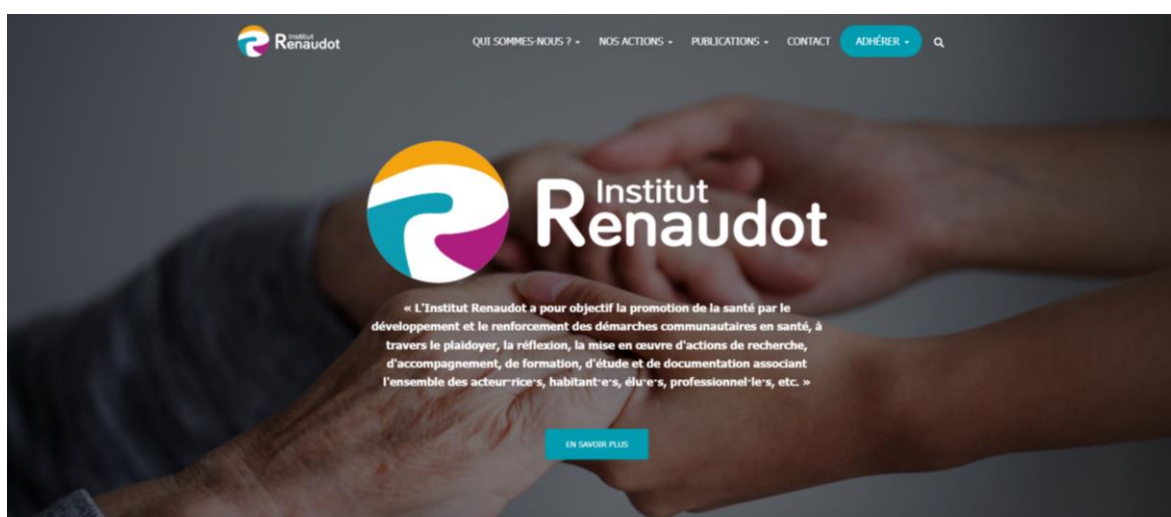 Institut
Renaudot
QUI SOMMES-NOUS ?
NOS ACTIONS
PUBLICATIONS
CONTACT
ADHÉRER
Institut
Renaudot
« L'Institut Renaudot a pour objectif la promotion de la santé par le
développement et le renforcement des démarches communautaires en santé, à
travers le plaidoyer, la réflexion, la mise en œuvre d'actions de recherche,
d'accompagnement, de formation, d'étude et de documentation associant
l'ensemble des acteur·rice·s, habitant·e·s, élu·e·s, professionnel·le·s, etc. »
EN SAVOIR PLUS